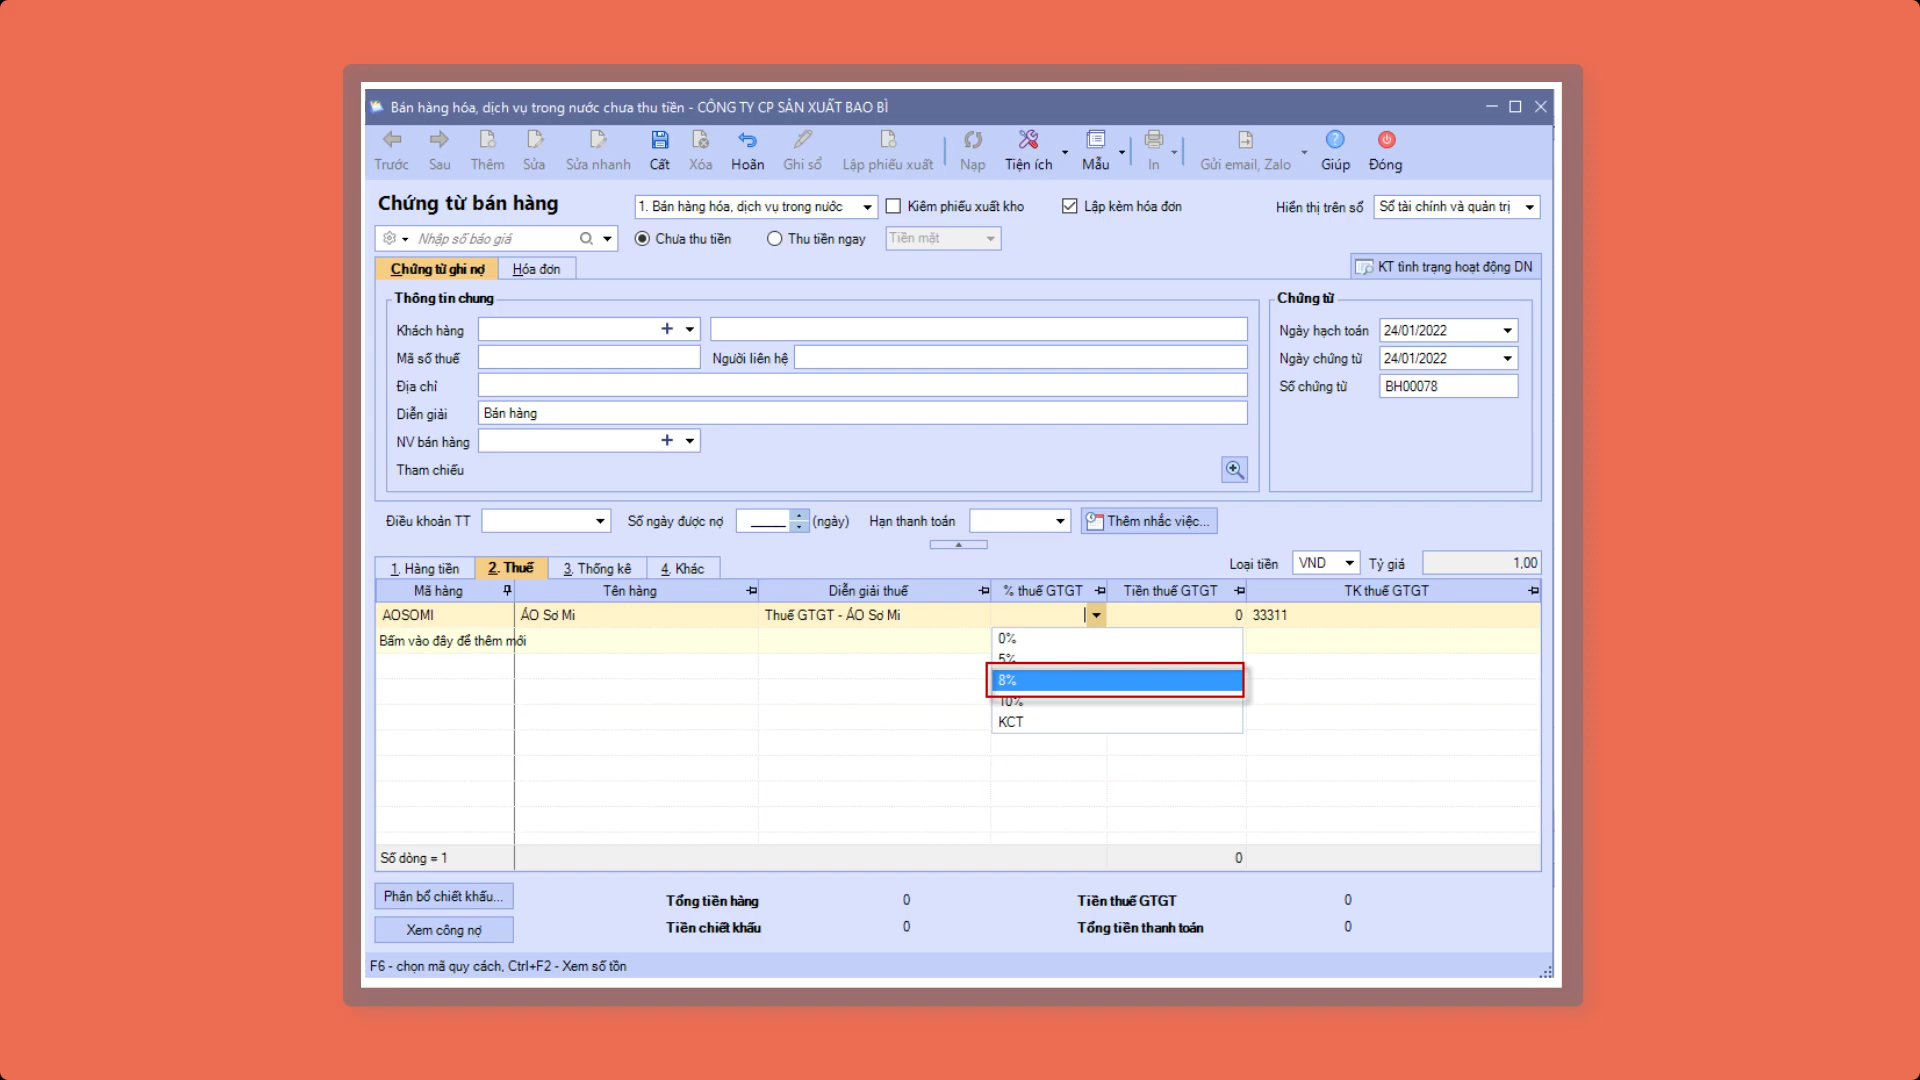 Bán hàng hóa, dịch vụ trong nước chưa thu tiền - CÔNG TY CP SẢN XUẤT BAO BÌ
Trước Sau Thêm Sửa Sửa nhanh Cất Xóa Hoãn Ghi sổ Lập phiếu xuất Nạp Tiện ích Mẫu In Gửi email, Zalo Giúp Đóng
Chứng từ bán hàng 1. Bán hàng hóa, dịch vụ trong nước Kiêm phiếu xuất kho Lập kèm hóa đơn Hiển thị trên sổ Sổ tài chính và quản trị
Nhập số báo giá Chưa thu tiền Thu tiền ngay Tiền mặt
Chứng từ ghi nợ Hóa đơn KT tình trạng hoạt động DN
Thông tin chung Chứng từ
Khách hàng Ngày hạch toán 24/01/2022
Mã số thuế Người liên hệ Ngày chứng từ 24/01/2022
Địa chỉ Số chứng từ BH00078
Diễn giải Bán hàng
NV bán hàng
Tham chiếu
Điều khoản TT Số ngày được nợ (ngày) Hạn thanh toán Thêm nhắc việc...
1. Hàng tiền 2. Thuế 3. Thống kê 4. Khác Loại tiền VND Tỷ giá 1,00
Mã hàng Tên hàng Diễn giải thuế % thuế GTGT Tiền thuế GTGT TK thuế GTGT
AOSOMI ÁO Sơ Mi Thuế GTGT - ÁO Sơ Mi 0 33311
Bấm vào đây để thêm mới
0%
5%
8%
10%
KCT
Số dòng = 1 0
Phân bổ chiết khấu... Tổng tiền hàng 0 Tiền thuế GTGT 0
Xem công nợ Tiền chiết khấu 0 Tổng tiền thanh toán 0
F6 - chọn mã quy cách, Ctrl+F2 - Xem số tồn